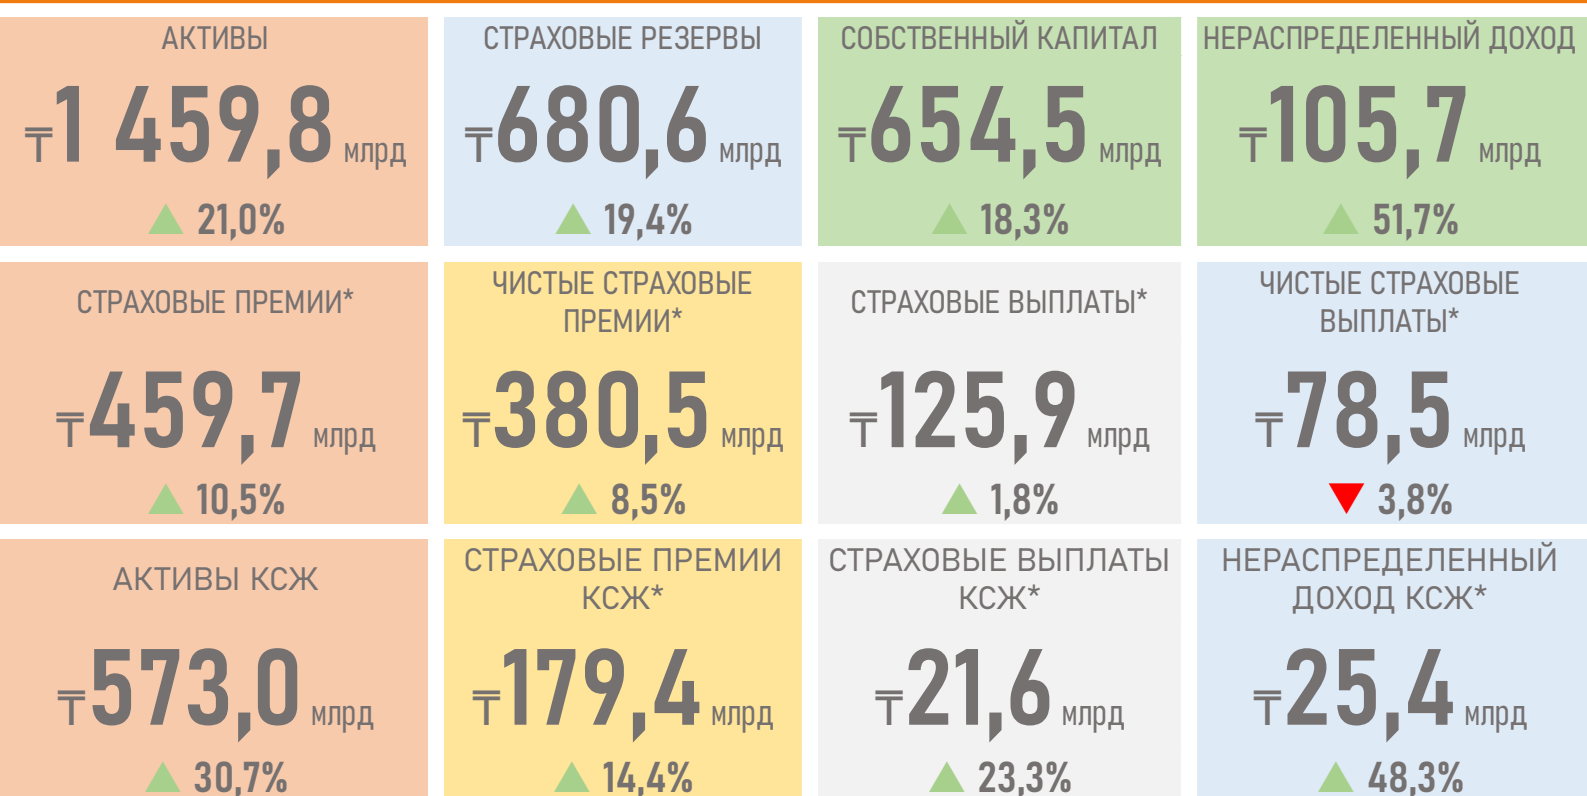 АКТИВЫ
₸1 459,8 млрд
▲ 21,0%
СТРАХОВЫЕ РЕЗЕРВЫ
₸680,6 млрд
▲ 19,4%
СОБСТВЕННЫЙ КАПИТАЛ
₸654,5 млрд
▲ 18,3%
НЕРАСПРЕДЕЛЕННЫЙ ДОХОД
₸105,7 млрд
▲ 51,7%
СТРАХОВЫЕ ПРЕМИИ*
₸459,7 млрд
▲ 10,5%
ЧИСТЫЕ СТРАХОВЫЕ
ПРЕМИИ*
₸380,5 млрд
▲ 8,5%
СТРАХОВЫЕ ВЫПЛАТЫ*
₸125,9 млрд
▲ 1,8%
ЧИСТЫЕ СТРАХОВЫЕ
ВЫПЛАТЫ*
₸78,5 млрд
▼ 3,8%
АКТИВЫ КСЖ
₸573,0 млрд
▲ 30,7%
СТРАХОВЫЕ ПРЕМИИ
КСЖ*
₸179,4 млрд
▲ 14,4%
СТРАХОВЫЕ ВЫПЛАТЫ
КСЖ*
₸21,6 млрд
▲ 23,3%
НЕРАСПРЕДЕЛЕННЫЙ
ДОХОД КСЖ*
₸25,4 млрд
▲ 48,3%